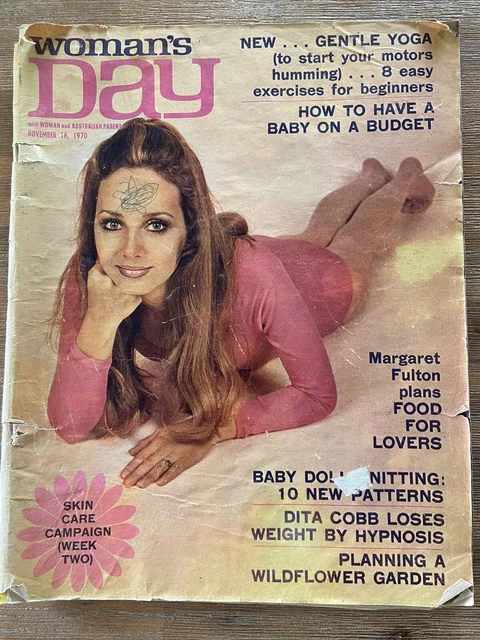 woman's
Day
with WOMAN and AUSTRALIAN PARENT
NOVEMBER 16, 1970
NEW . . . GENTLE YOGA
(to start your motors
humming) . . . 8 easy
exercises for beginners
HOW TO HAVE A
BABY ON A BUDGET
Margaret
Fulton
plans
FOOD
FOR
LOVERS
BABY DOLL NITTING:
10 NEW PATTERNS
DITA COBB LOSES
WEIGHT BY HYPNOSIS
PLANNING A
WILDFLOWER GARDEN
SKIN
CARE
CAMPAIGN
(WEEK
TWO)